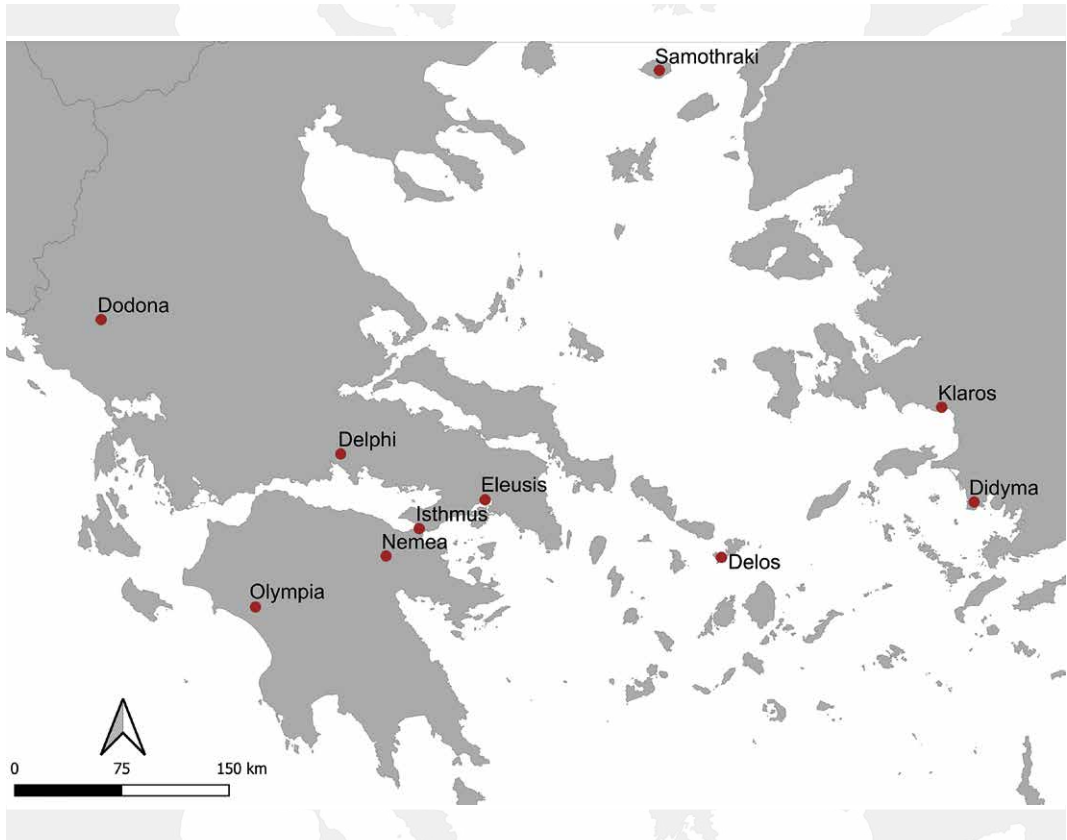 Samothraki
Dodona
Klaros
Delphi
Eleusis
Didyma
Isthmus
Nemea
Delos
Olympia
0 75 150 km